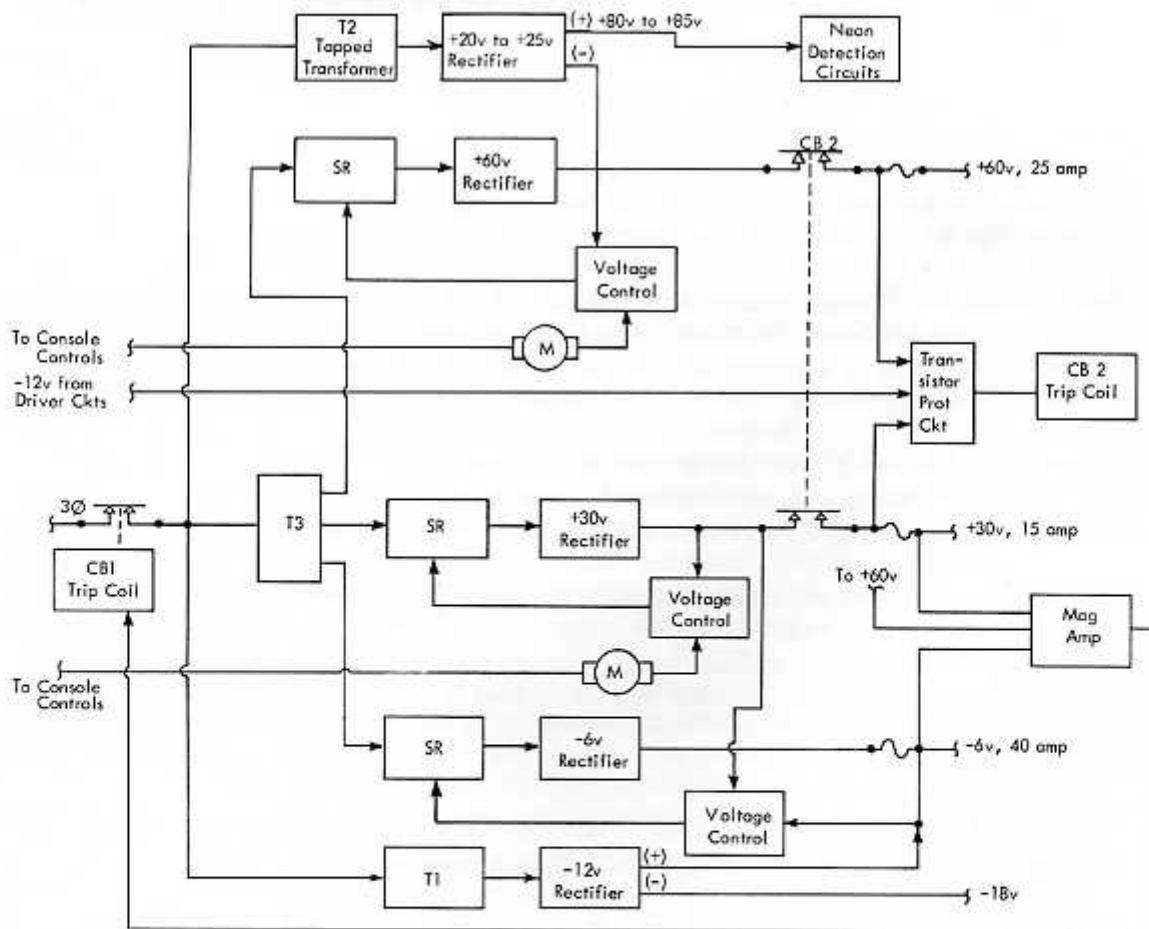 T2
Tapped
Transformer
+20v to +25v
Rectifier
(+) +80v to +85v
(-)
Nean
Detection
Circuits
SR
+60v
Rectifier
CB 2
+60v, 25 amp
Voltage
Control
To Console
Controls
M
-12v from
Driver Ckts
Tran-
sistor
Prot
Ckt
CB 2
Trip Coil
3Ø
CB1
Trip Coil
T3
SR
+30v
Rectifier
+30v, 15 amp
To +60v
Voltage
Control
Mag
Amp
M
To Console
Controls
SR
-6v
Rectifier
-6v, 40 amp
Voltage
Control
T1
-12v
Rectifier
(+)
(-)
-18v